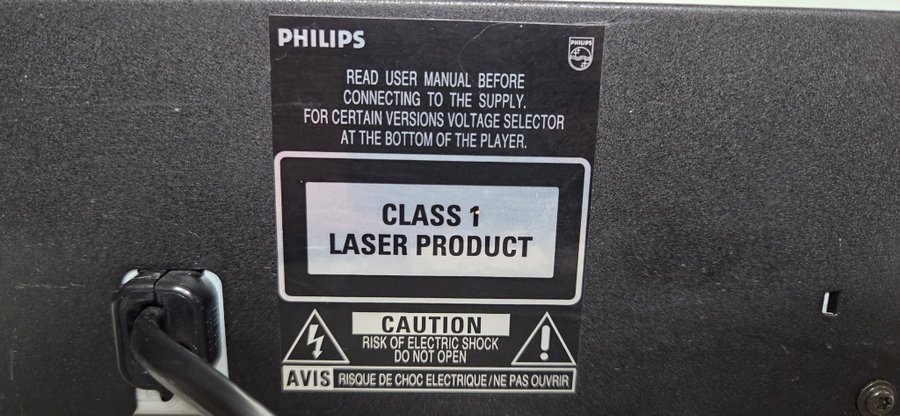 PHILIPS
PHILIPS
READ USER MANUAL BEFORE
CONNECTING TO THE SUPPLY.
FOR CERTAIN VERSIONS VOLTAGE SELECTOR
AT THE BOTTOM OF THE PLAYER.
CLASS 1
LASER PRODUCT
CAUTION
RISK OF ELECTRIC SHOCK
DO NOT OPEN
AVIS RISQUE DE CHOC ELECTRIQUE/NE PAS OUVRIR